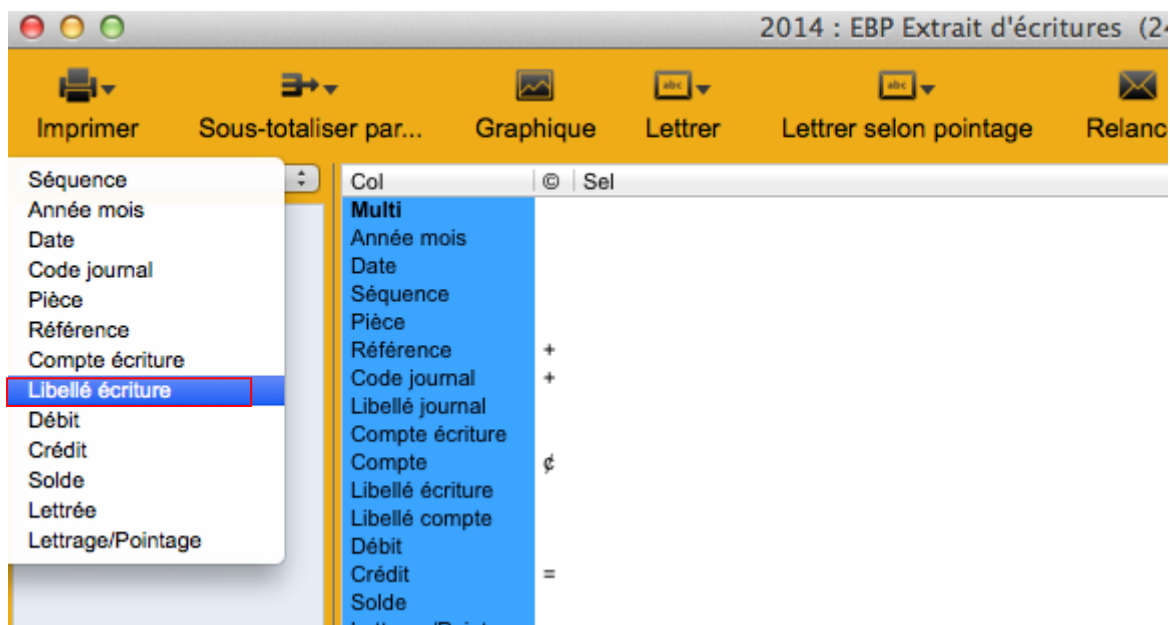 2014 : EBP Extrait d'écritures (24
Imprimer Sous-totaliser par... Graphique Lettrer Lettrer selon pointage Relanc
Séquence
Année mois
Date
Code journal
Pièce
Référence
Compte écriture
Libellé écriture
Débit
Crédit
Solde
Lettrée
Lettrage/Pointage
Col © Sel
Multi
Année mois
Date
Séquence
Pièce
Référence +
Code journal +
Libellé journal
Compte écriture
Compte ¢
Libellé écriture
Libellé compte
Débit
Crédit =
Solde